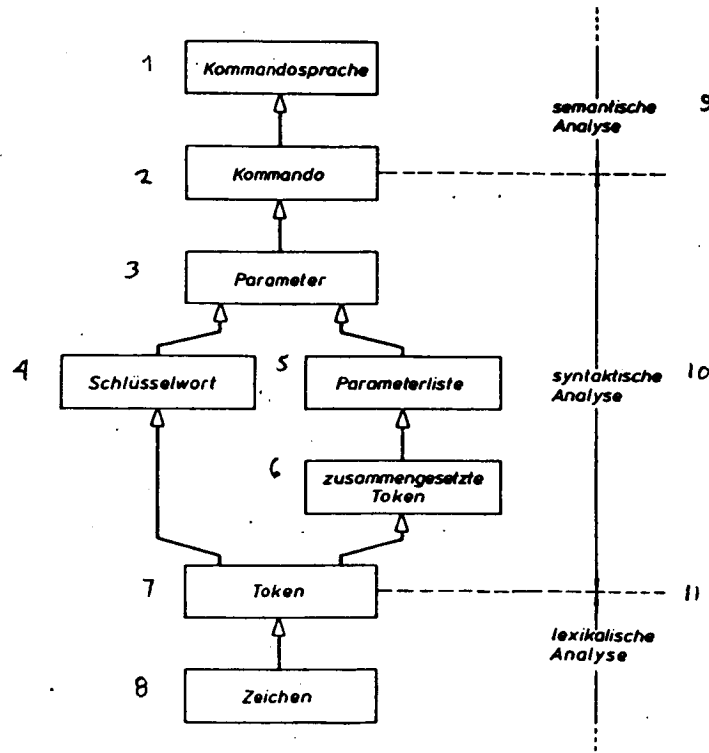 1
Kommandosprache
9
semantische
Analyse
2
Kommando
3
Parameter
4
Schlüsselwort
5
Parameterliste
syntaktische
Analyse
10
6
zusammengesetzte
Token
7
Token
11
lexikalische
Analyse
8
Zeichen